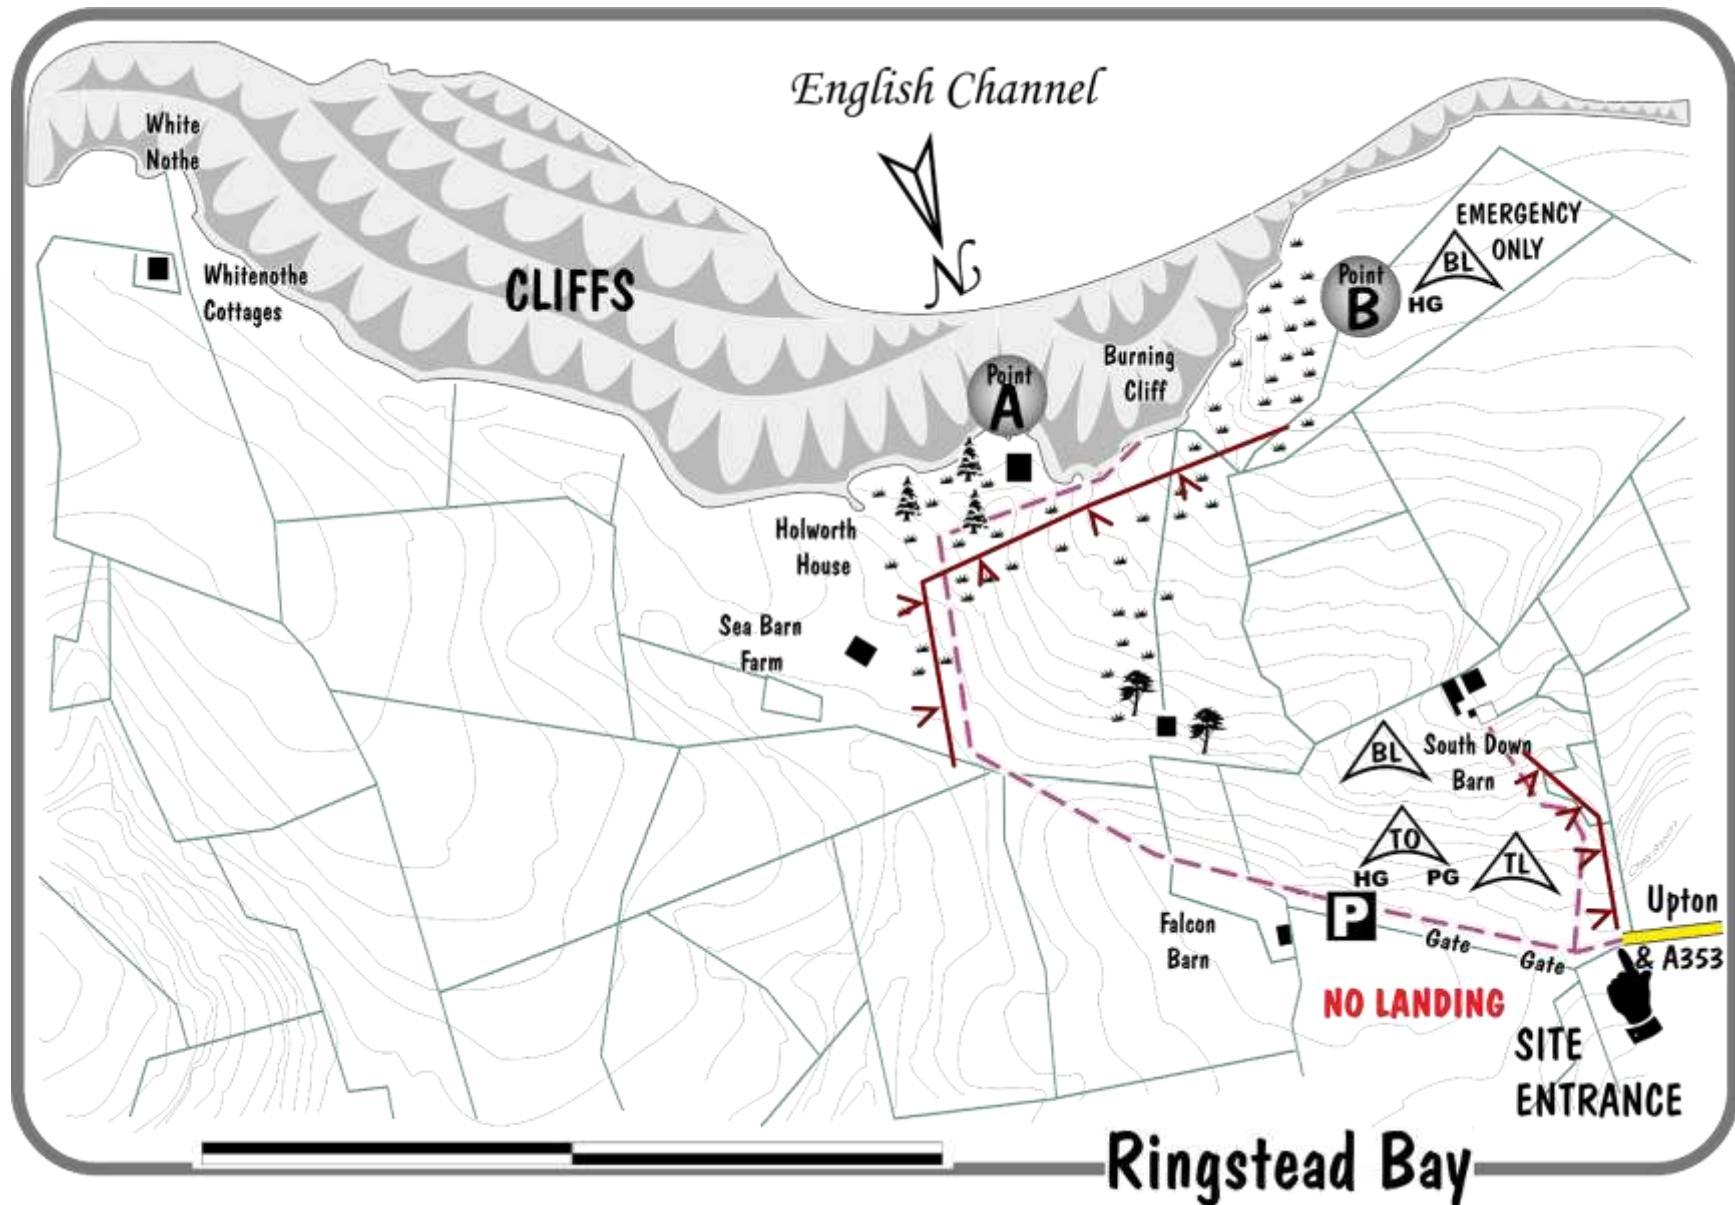 English Channel
White
Nothe
EMERGENCY
ONLY
BL
HG
Point
B
N
Whitenothe
Cottages
CLIFFS
Burning
Cliff
Point
A
Holworth
House
Sea Barn
Farm
BL
South Down
Barn
TO
HG PG
TL
P
Gate
Gate
Falcon
Barn
Upton
& A353
NO LANDING
SITE
ENTRANCE
Ringstead Bay